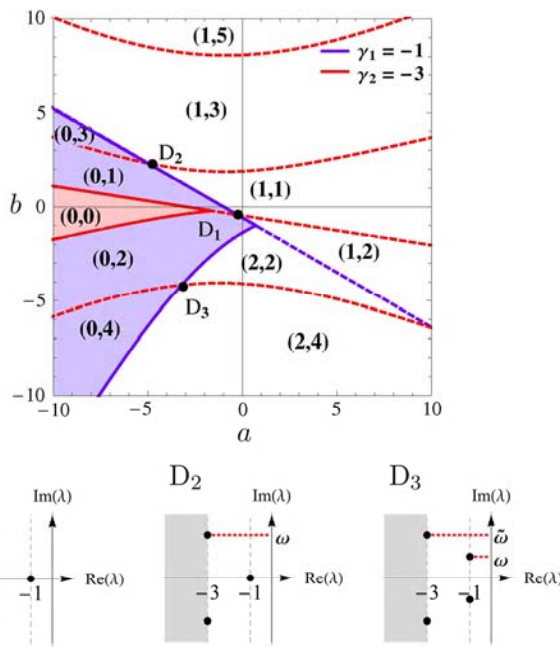 10
(1,5)
γ₁ = −1
γ₂ = −3
(1,3)
5
(0,3)
D₂
(0,1)
(1,1)
b
0
(0,0)
D₁
(1,2)
(0,2)
(2,2)
−5
D₃
(0,4)
(2,4)
−10
−10 −5 0 5 10
a
D₂ D₃
Im(λ) Im(λ) Im(λ)
ω ω̃
ω
Re(λ) Re(λ) Re(λ)
−1 −3 −1 −3 −1